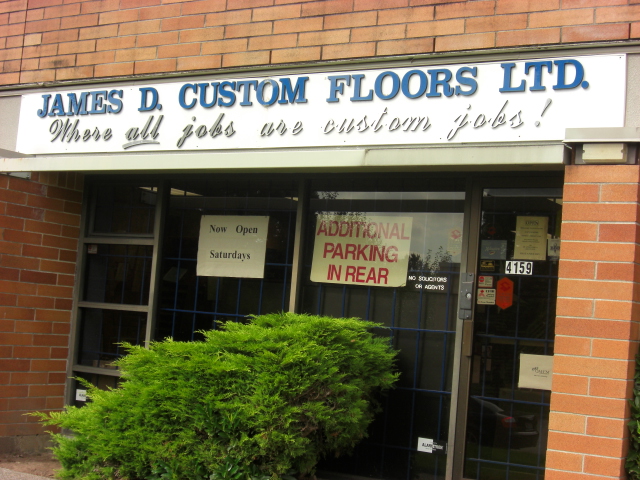 JAMES D. CUSTOM FLOORS LTD.
Where all jobs are custom jobs!
Now Open
Saturdays
ADDITIONAL
PARKING
IN REAR
NO SOLICITORS
OR AGENTS
4159